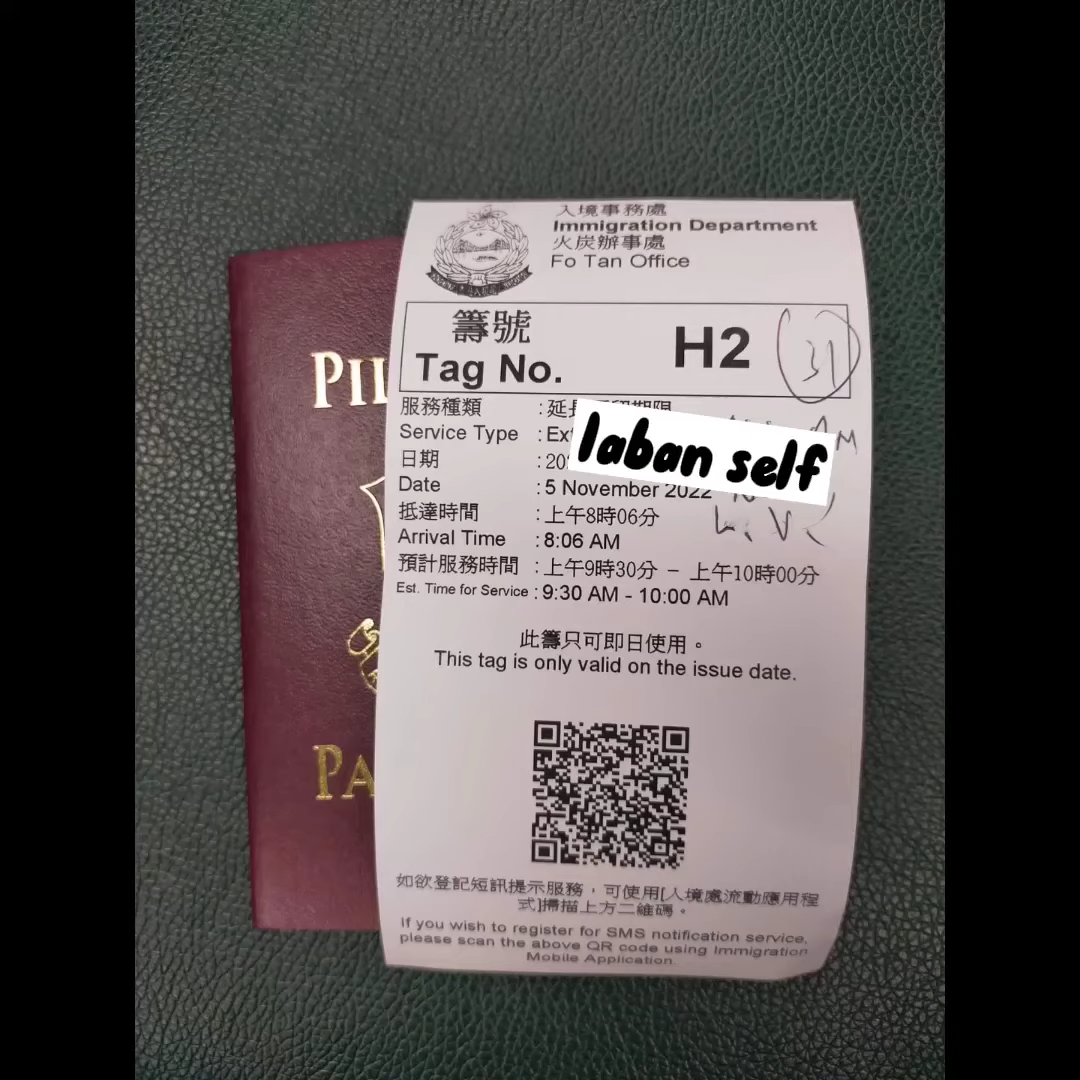 PIL
PA
入境事務處
Immigration Department
火炭辦事處
Fo Tan Office
籌號
Tag No.
H2
31
服務種類 : 延
Service Type : Ex
日期 : 20
laban self
Date : 5 November 2022
抵達時間 : 上午8時06分
Arrival Time : 8:06 AM
預計服務時間 : 上午9時30分 - 上午10時00分
Est. Time for Service : 9:30 AM - 10:00 AM
此籌只可即日使用。
This tag is only valid on the issue date.
如欲登記短訊提示服務，可使用[入境處流動應用程
式]掃描上方二維碼。
If you wish to register for SMS notification service,
please scan the above QR code using Immigration
Mobile Application.